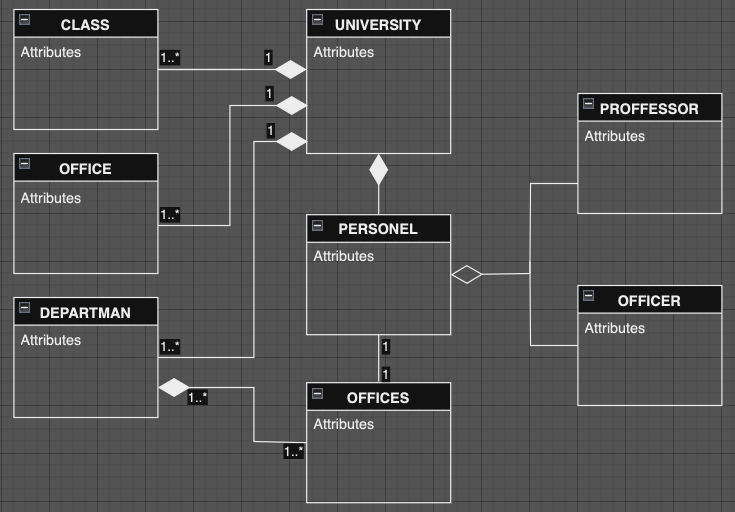 CLASS
Attributes
1..*
1
UNIVERSITY
Attributes
1
1
OFFICE
Attributes
1..*
DEPARTMAN
Attributes
1..*
1..*
PERSONEL
Attributes
1
1
OFFICES
Attributes
1..*
PROFFESSOR
Attributes
OFFICER
Attributes